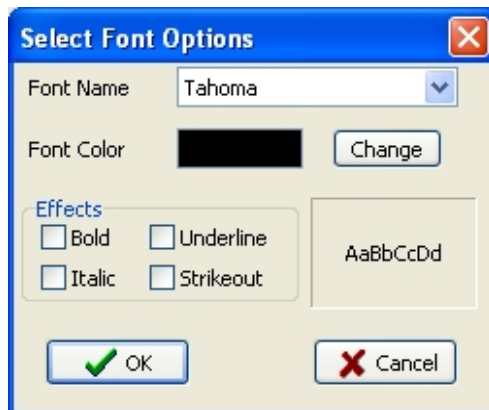 Select Font Options
Font Name Tahoma
Font Color Change
Effects
Bold Underline
AaBbCcDd
Italic Strikeout
OK Cancel